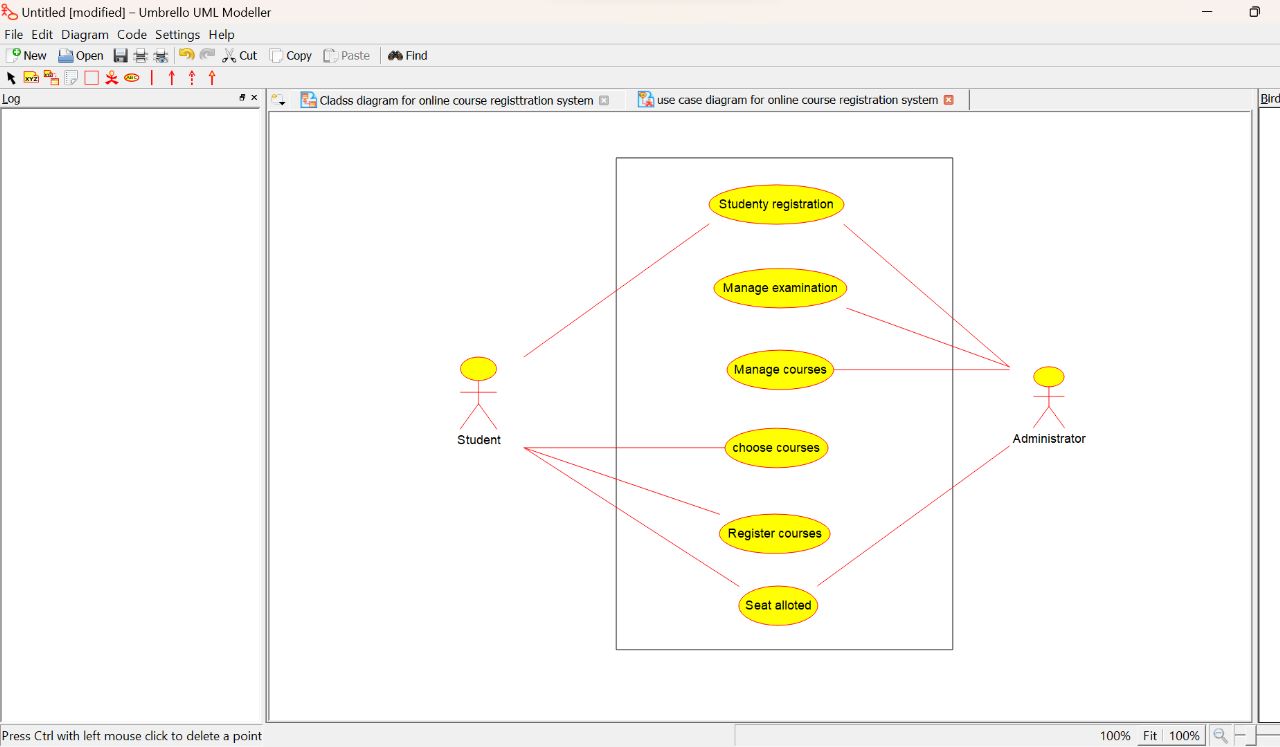 Untitled [modified] – Umbrello UML Modeller
File Edit Diagram Code Settings Help
New Open Cut Copy Paste Find
XYZ ABC
Log
Cladss diagram for online course registtration system
use case diagram for online course registration system
Bird
Studenty registration
Manage examination
Manage courses
Student
Administrator
choose courses
Register courses
Seat alloted
Press Ctrl with left mouse click to delete a point
100% Fit 100%